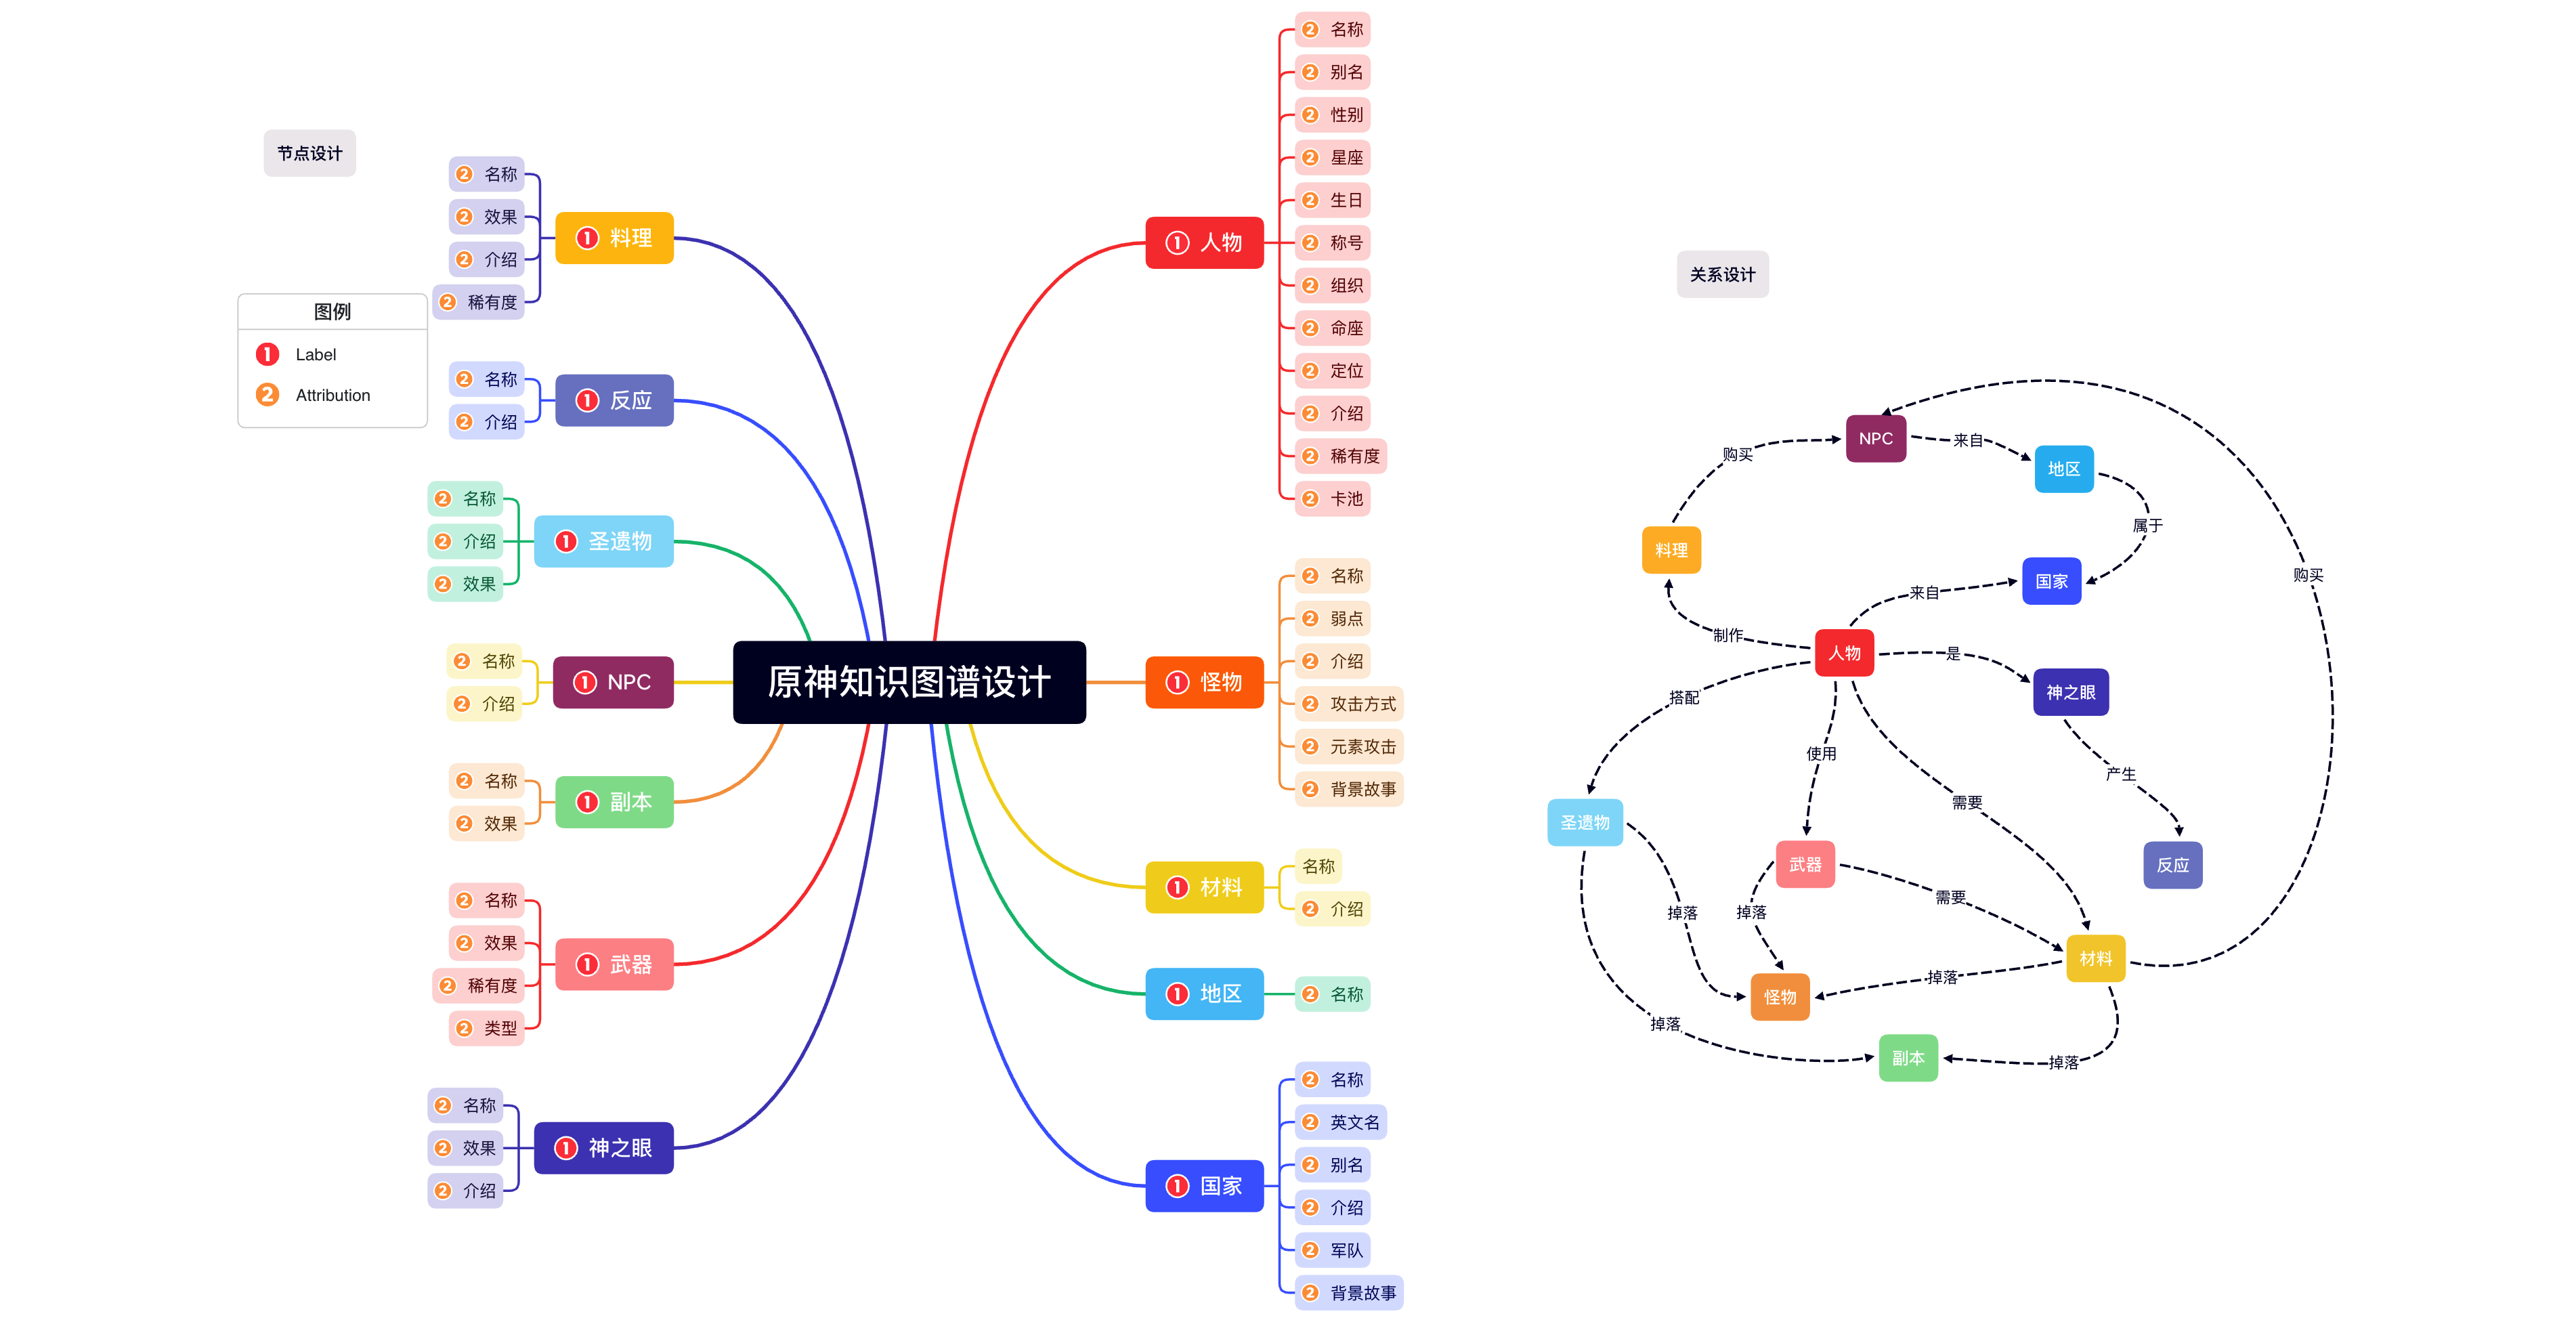 节点设计
图例
1 Label
2 Attribution
2 名称
2 效果
2 介绍
2 稀有度
1 料理
2 名称
2 介绍
1 反应
2 名称
2 介绍
2 效果
1 圣遗物
2 名称
2 介绍
1 NPC
2 名称
2 效果
1 副本
2 名称
2 效果
2 稀有度
2 类型
1 武器
2 名称
2 效果
2 介绍
1 神之眼
原神知识图谱设计
1 人物
2 名称
2 别名
2 性别
2 星座
2 生日
2 称号
2 组织
2 命座
2 定位
2 介绍
2 稀有度
2 卡池
1 怪物
2 名称
2 弱点
2 介绍
2 攻击方式
2 元素攻击
2 背景故事
1 材料
名称
2 介绍
1 地区
2 名称
1 国家
2 名称
2 英文名
2 别名
2 介绍
2 军队
2 背景故事
关系设计
NPC
来自
购买
地区
属于
料理
购买
国家
来自
制作
人物
是
神之眼
搭配
使用
产生
需要
圣遗物
武器
反应
需要
掉落
掉落
材料
掉落
怪物
掉落
副本
掉落